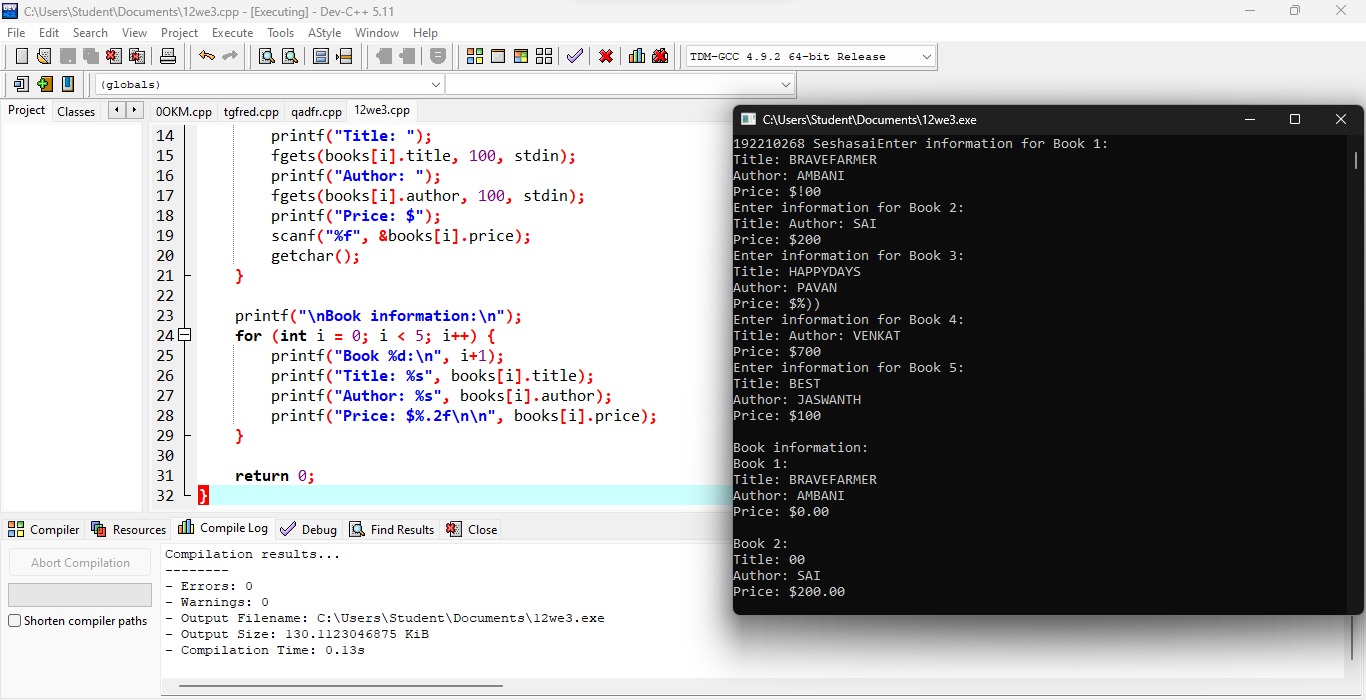 C:\Users\Student\Documents\12we3.cpp - [Executing] - Dev-C++ 5.11
File Edit Search View Project Execute Tools AStyle Window Help
TDM-GCC 4.9.2 64-bit Release
(globals)
Project Classes
0OKM.cpp tgfred.cpp qadfr.cpp 12we3.cpp
14 printf("Title: ");
15 fgets(books[i].title, 100, stdin);
16 printf("Author: ");
17 fgets(books[i].author, 100, stdin);
18 printf("Price: $");
19 scanf("%f", &books[i].price);
20 getchar();
21 }
22
23 printf("\nBook information:\n");
24 for (int i = 0; i < 5; i++) {
25 printf("Book %d:\n", i+1);
26 printf("Title: %s", books[i].title);
27 printf("Author: %s", books[i].author);
28 printf("Price: $%.2f\n\n", books[i].price);
29 }
30
31 return 0;
32 }
C:\Users\Student\Documents\12we3.exe
192210268 SeshasaiEnter information for Book 1:
Title: BRAVEFARMER
Author: AMBANI
Price: $!00
Enter information for Book 2:
Title: Author: SAI
Price: $200
Enter information for Book 3:
Title: HAPPYDAYS
Author: PAVAN
Price: $%))
Enter information for Book 4:
Title: Author: VENKAT
Price: $700
Enter information for Book 5:
Title: BEST
Author: JASWANTH
Price: $100
Book information:
Book 1:
Title: BRAVEFARMER
Author: AMBANI
Price: $0.00
Book 2:
Title: 00
Author: SAI
Price: $200.00
Compiler Resources Compile Log Debug Find Results Close
Abort Compilation
Shorten compiler paths
Compilation results...
--------
- Errors: 0
- Warnings: 0
- Output Filename: C:\Users\Student\Documents\12we3.exe
- Output Size: 130.1123046875 KiB
- Compilation Time: 0.13s